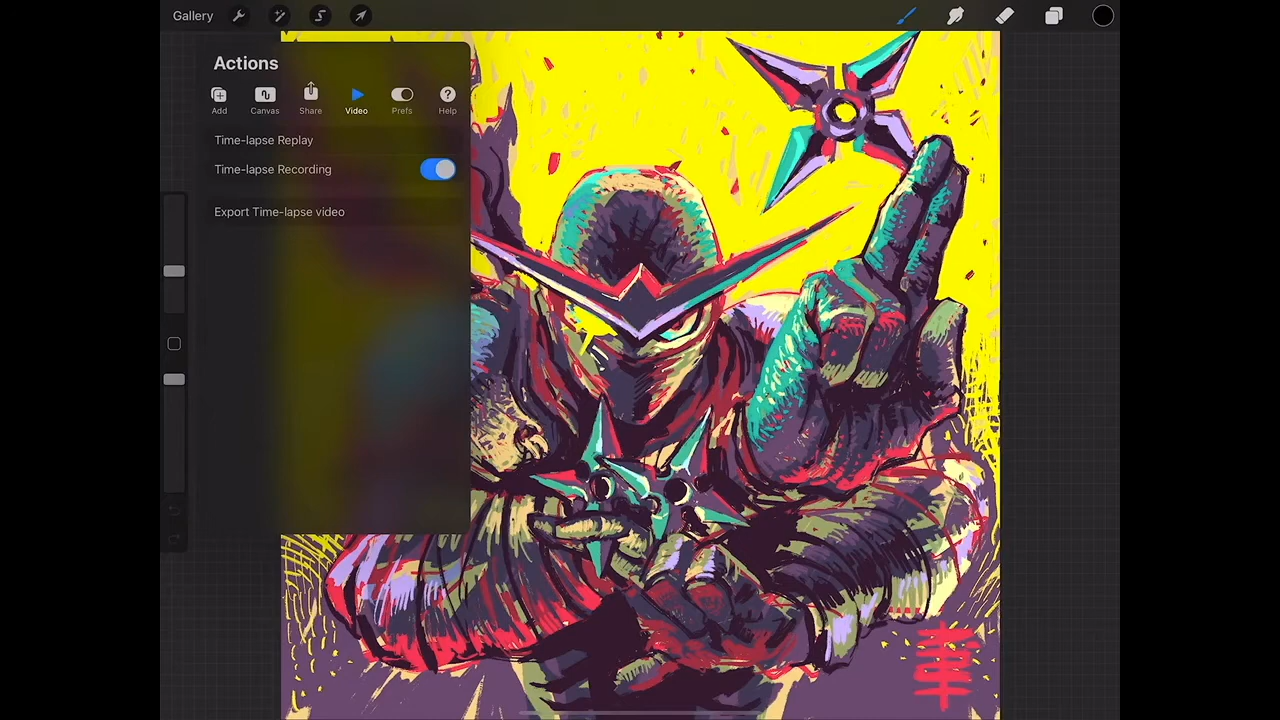 Gallery
Actions
Add Canvas Share Video Prefs Help
Time-lapse Replay
Time-lapse Recording
Export Time-lapse video